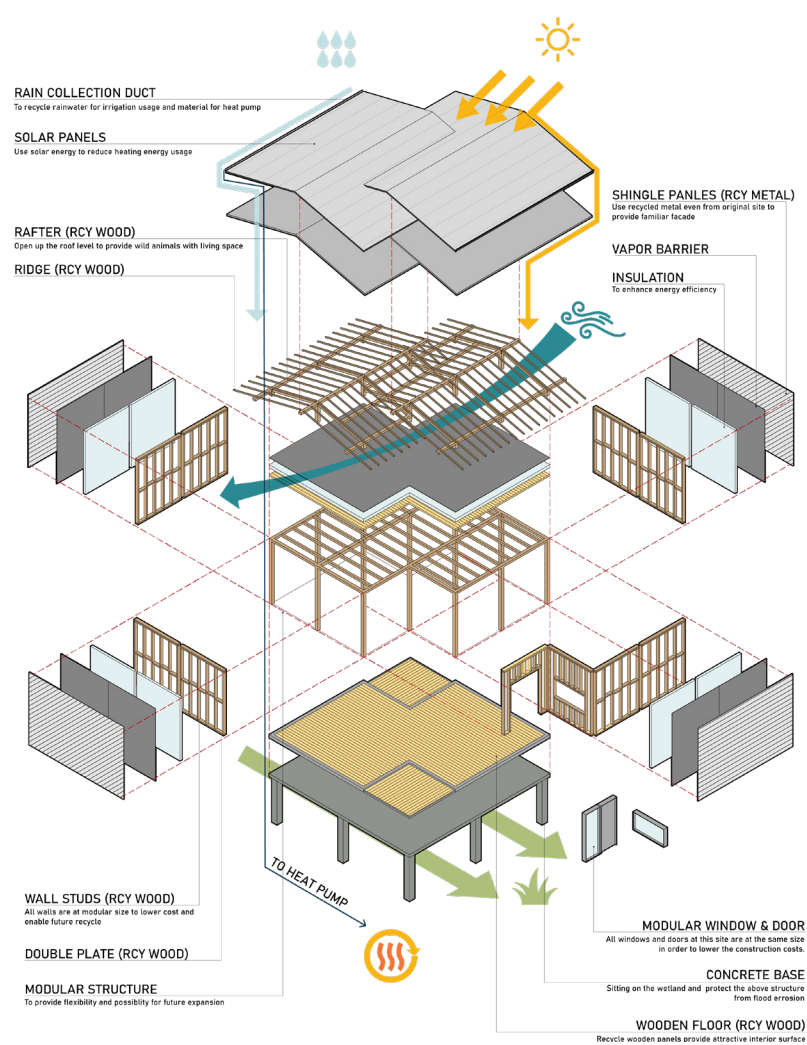 RAIN COLLECTION DUCT
To recycle rainwater for irrigation usage and material for heat pump
SOLAR PANELS
Use solar energy to reduce heating energy usage
RAFTER (RCY WOOD)
Open up the roof level to provide wild animals with living space
RIDGE (RCY WOOD)
SHINGLE PANLES (RCY METAL)
Use recycled metal even from original site to
provide familiar facade
VAPOR BARRIER
INSULATION
To enhance energy efficiency
TO HEAT PUMP
WALL STUDS (RCY WOOD)
All walls are at modular size to lower cost and
enable future recycle
DOUBLE PLATE (RCY WOOD)
MODULAR STRUCTURE
To provide flexibility and possiblity for future expansion
MODULAR WINDOW & DOOR
All windows and doors at this site are at the same size
in order to lower the construction costs.
CONCRETE BASE
Sitting on the wetland and protect the above structure
from flood errosion
WOODEN FLOOR (RCY WOOD)
Recycle wooden panels provide attractive interior surface